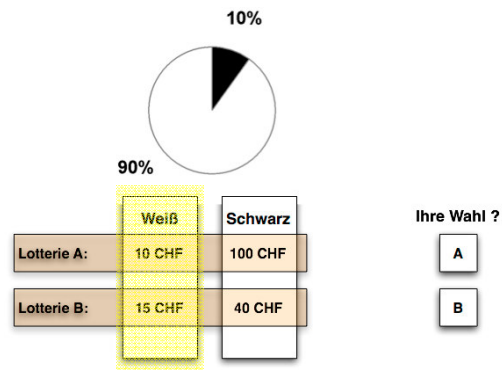 10%
90%
Weiß Schwarz Ihre Wahl ?
Lotterie A: 10 CHF 100 CHF A
Lotterie B: 15 CHF 40 CHF B